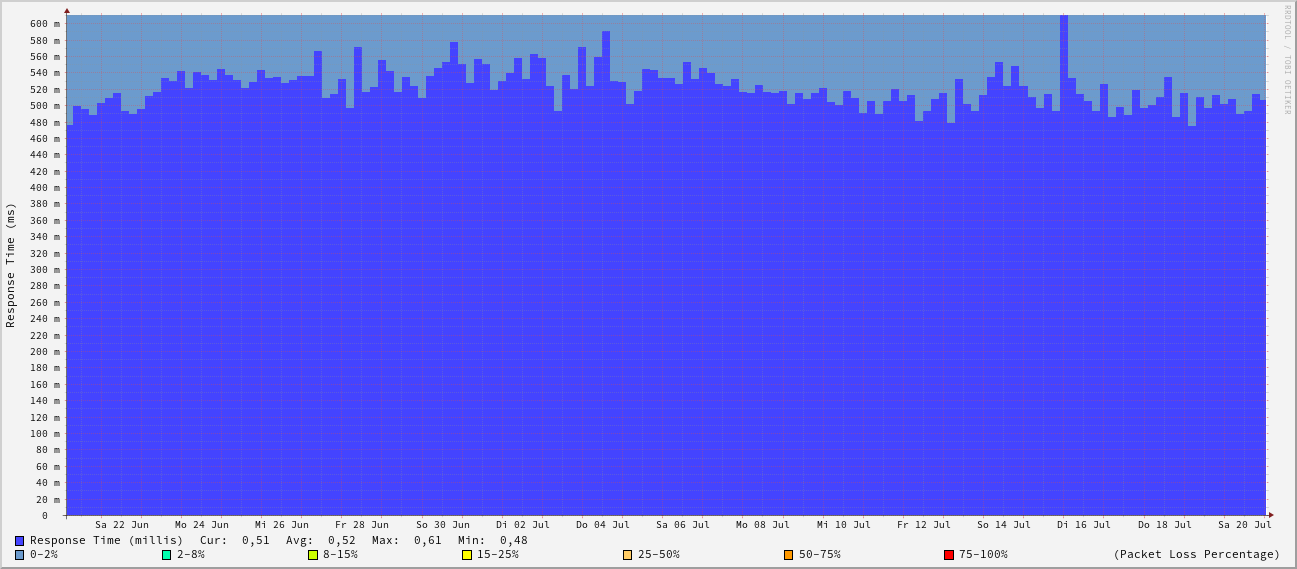 RRDTOOL / TOBI OETIKER
Response Time (ms)
600 m
580 m
560 m
540 m
520 m
500 m
480 m
460 m
440 m
420 m
400 m
380 m
360 m
340 m
320 m
300 m
280 m
260 m
240 m
220 m
200 m
180 m
160 m
140 m
120 m
100 m
80 m
60 m
40 m
20 m
0
Sa 22 Jun Mo 24 Jun Mi 26 Jun Fr 28 Jun So 30 Jun Di 02 Jul Do 04 Jul Sa 06 Jul Mo 08 Jul Mi 10 Jul Fr 12 Jul So 14 Jul Di 16 Jul Do 18 Jul Sa 20 Jul
Response Time (millis) Cur: 0,51 Avg: 0,52 Max: 0,61 Min: 0,48
0-2% 2-8% 8-15% 15-25% 25-50% 50-75% 75-100% (Packet Loss Percentage)